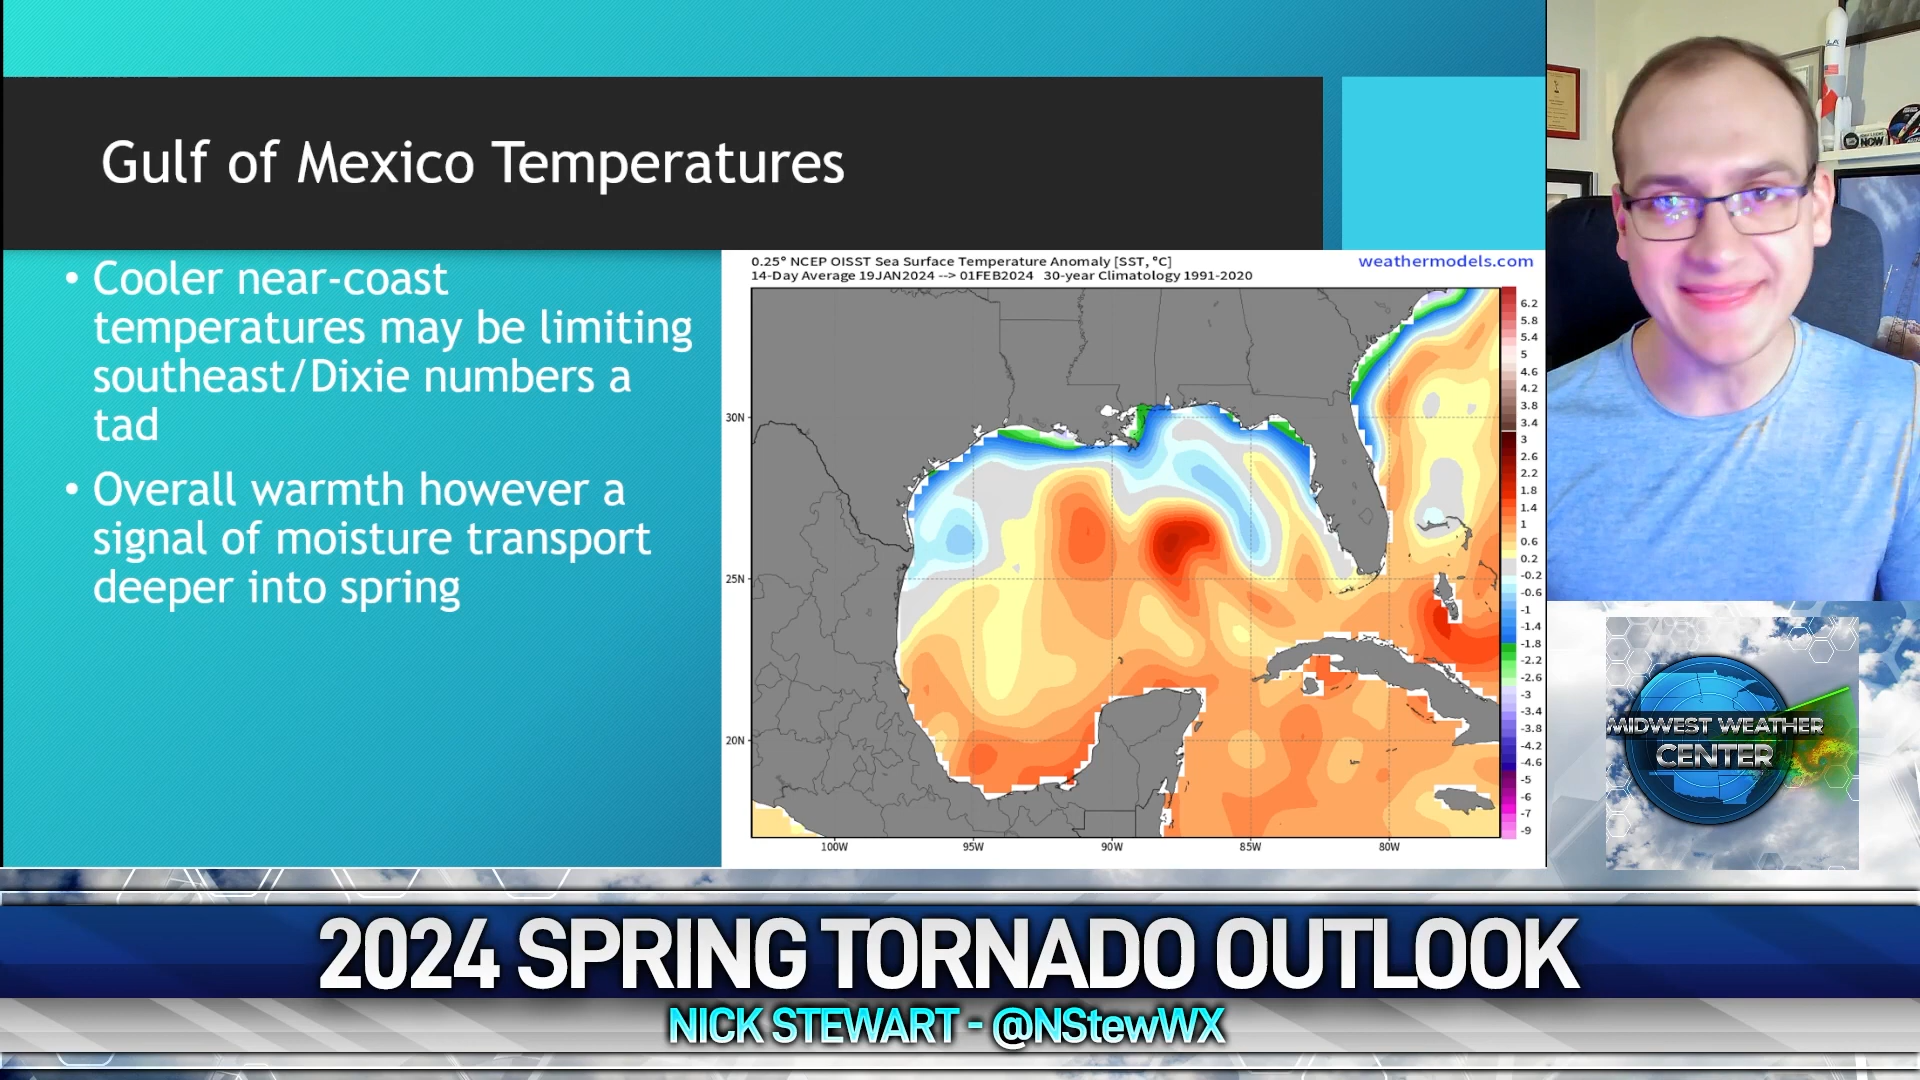 Gulf of Mexico Temperatures
• Cooler near-coast
temperatures may be limiting
southeast/Dixie numbers a
tad
• Overall warmth however a
signal of moisture transport
deeper into spring
0.25° NCEP OISST Sea Surface Temperature Anomaly [SST, °C]
14-Day Average 19JAN2024 --> 01FEB2024 30-year Climatology 1991-2020
weathermodels.com
30N
25N
20N
100W
95W
90W
85W
80W
6.2
5.8
5.4
5
4.6
4.2
3.8
3.4
3
2.6
2.2
1.8
1.4
1
0.6
0.2
-0.2
-0.6
-1
-1.4
-1.8
-2.2
-2.6
-3
-3.4
-3.8
-4.2
-4.6
-5
-6
-7
-9
NOW
MIDWEST WEATHER
CENTER
2024 SPRING TORNADO OUTLOOK
NICK STEWART - @NStewWX